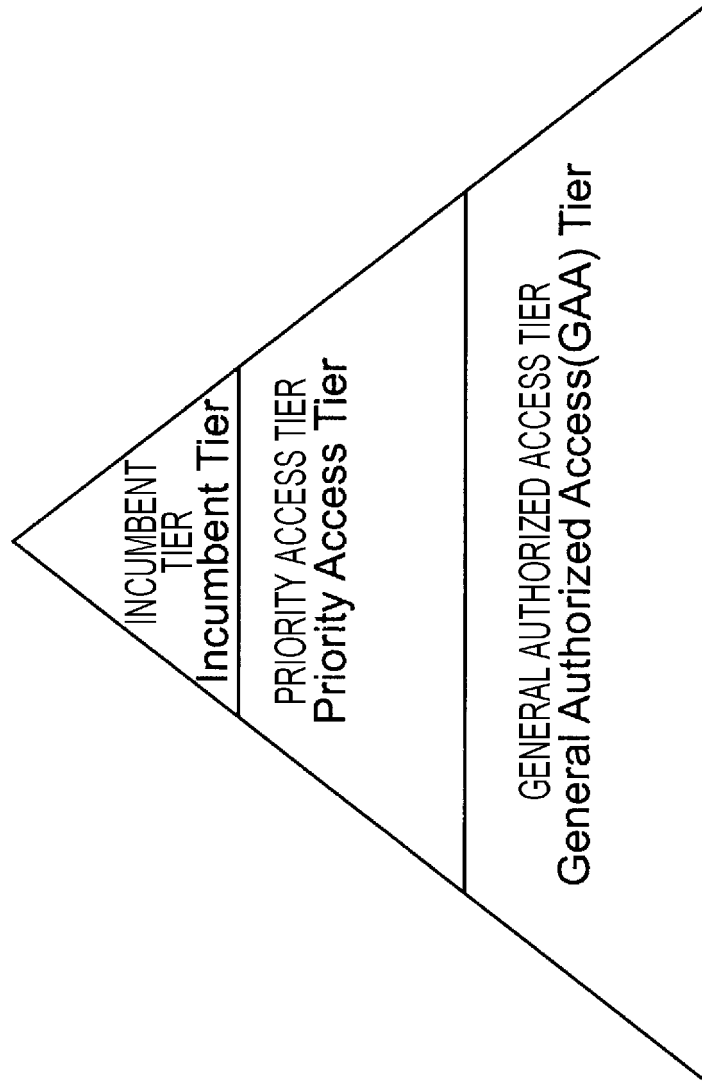 INCUMBENT
TIER
Incumbent Tier
PRIORITY ACCESS TIER
Priority Access Tier
GENERAL AUTHORIZED ACCESS TIER
General Authorized Access(GAA) Tier